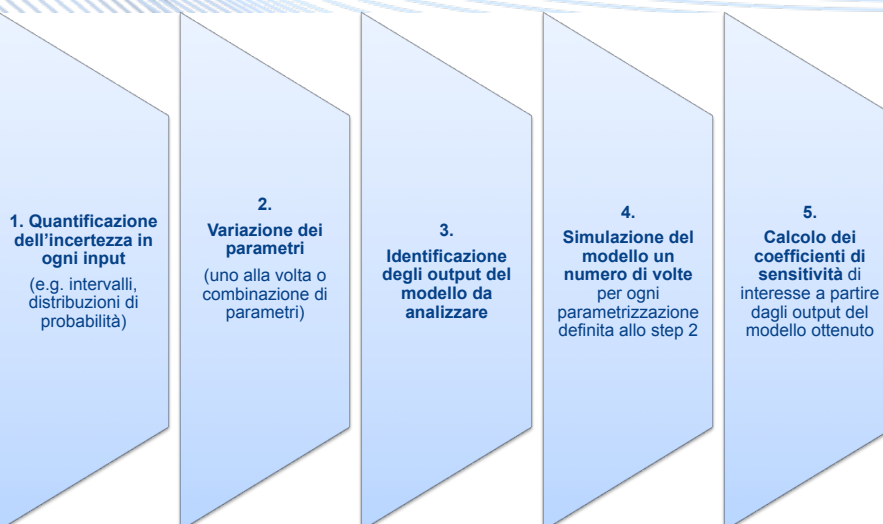 1. Quantificazione
dell'incertezza in
ogni input
(e.g. intervalli,
distribuzioni di
probabilità)
2.
Variazione dei
parametri
(uno alla volta o
combinazione di
parametri)
3.
Identificazione
degli output del
modello da
analizzare
4.
Simulazione del
modello un
numero di volte
per ogni
parametrizzazione
definita allo step 2
5.
Calcolo dei
coefficienti di
sensitività di
interesse a partire
dagli output del
modello ottenuto